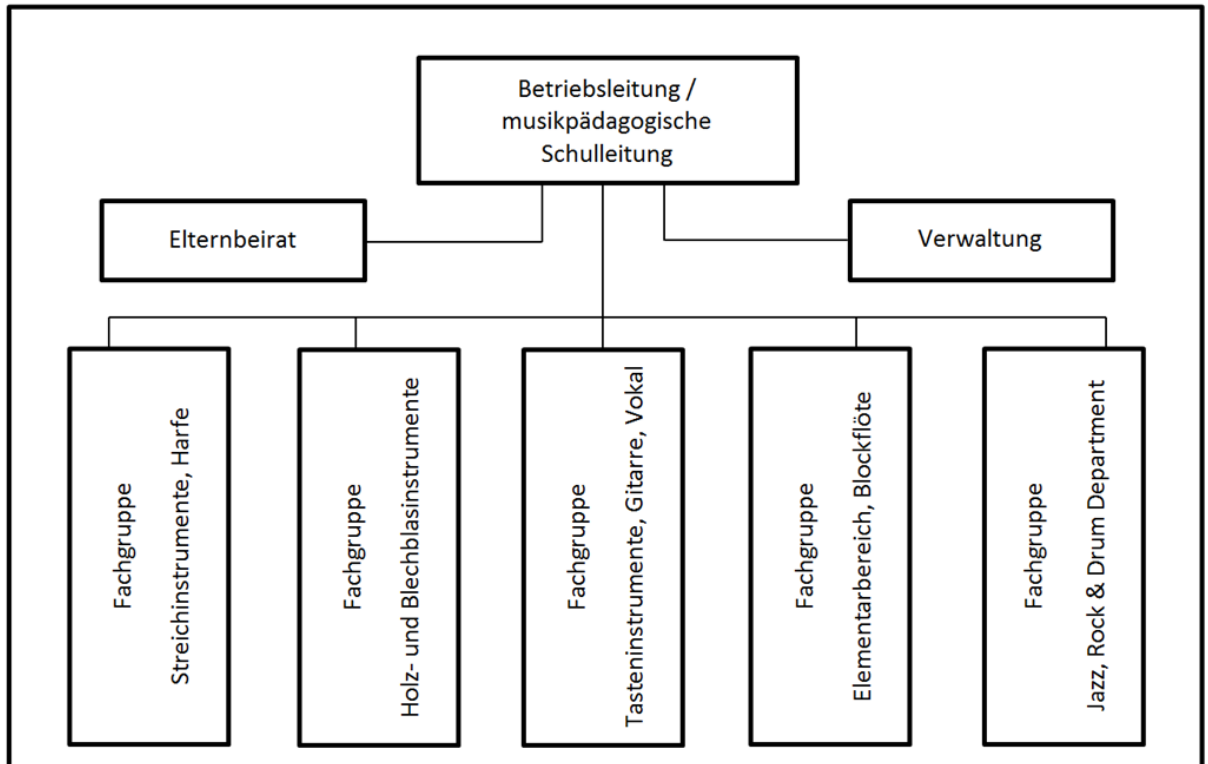 Betriebsleitung /
musikpädagogische
Schulleitung
Elternbeirat
Verwaltung
Fachgruppe
Streichinstrumente, Harfe
Fachgruppe
Holz- und Blechblasinstrumente
Fachgruppe
Tasteninstrumente, Gitarre, Vokal
Fachgruppe
Elementarbereich, Blockflöte
Fachgruppe
Jazz, Rock & Drum Department